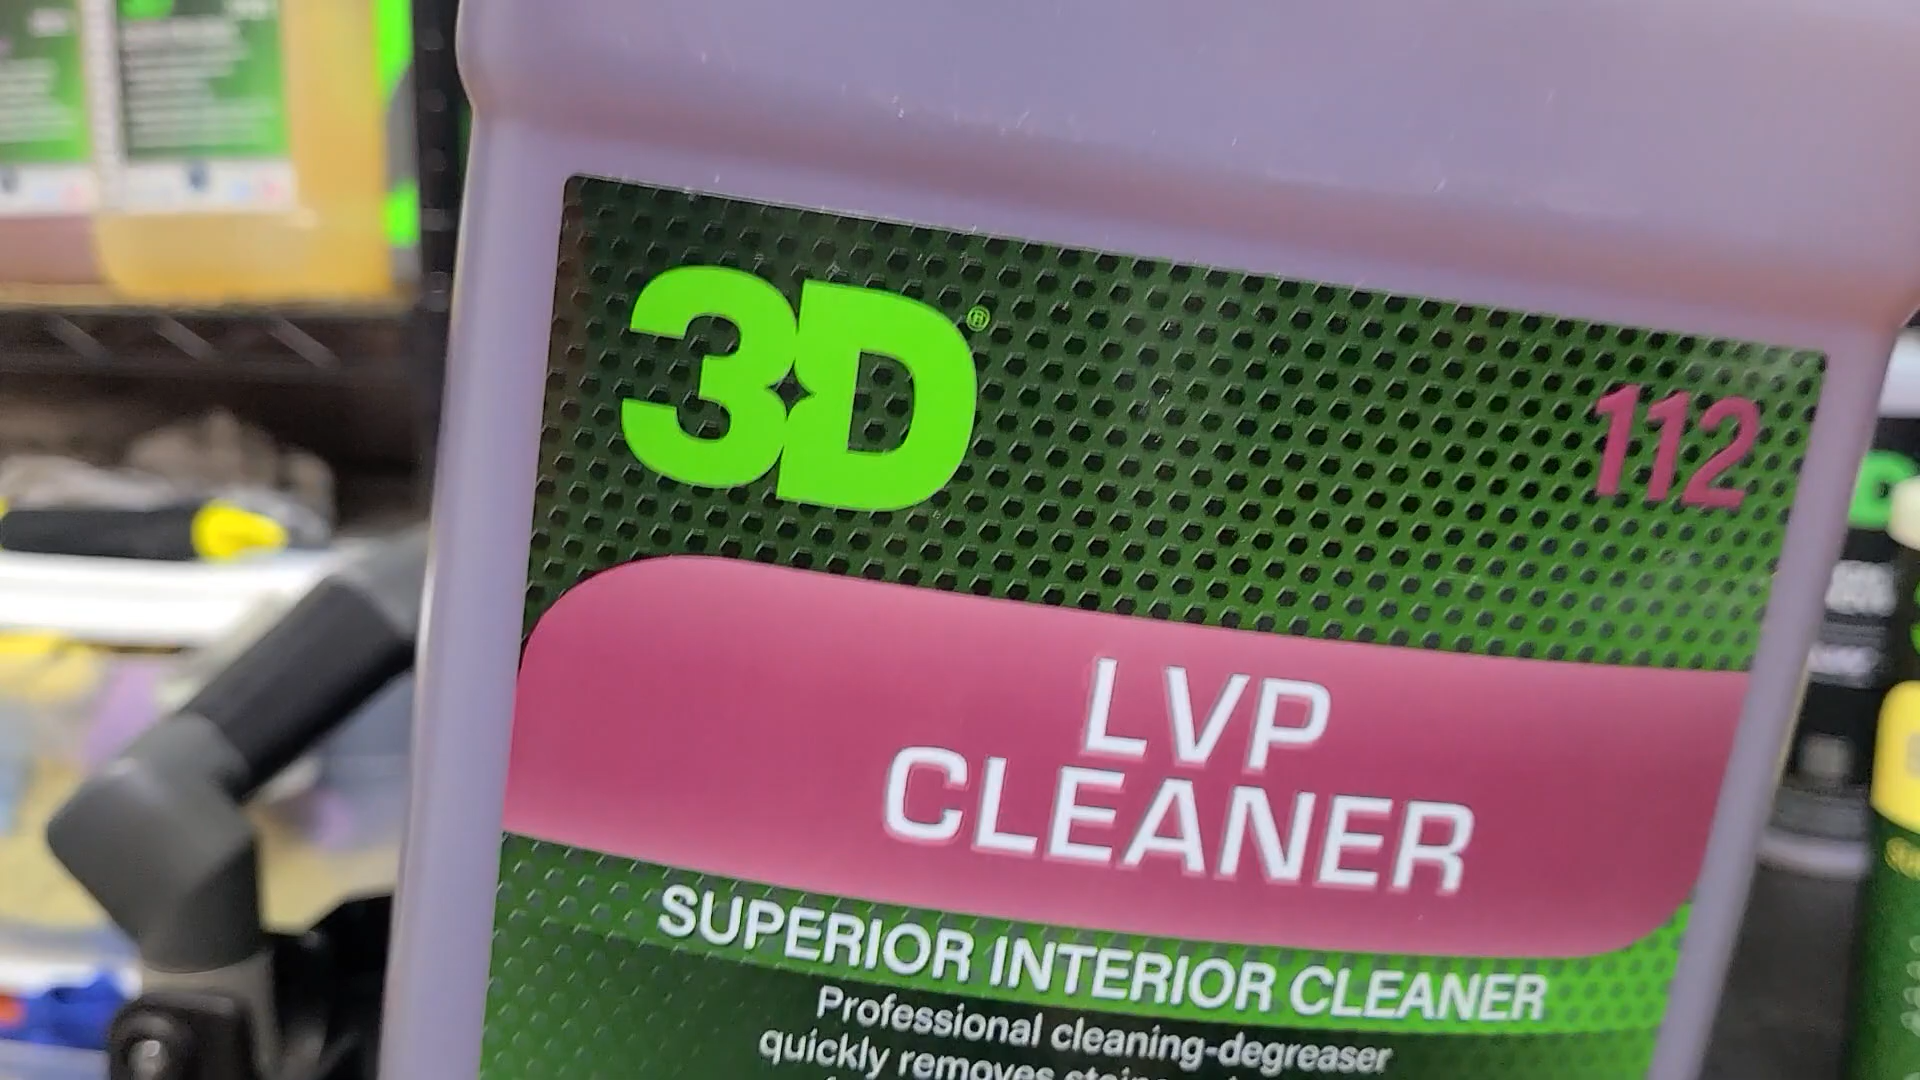 3D®
112
LVP
CLEANER
SUPERIOR INTERIOR CLEANER
Professional cleaning-degreaser
quickly removes